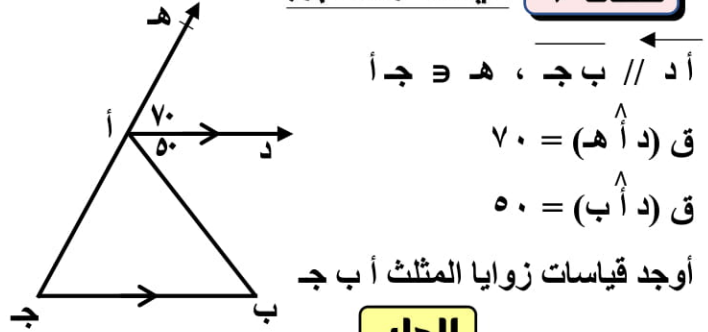 أ د // ب جـ ، هـ ∋ جـ أ
ق (د أ^ هـ) = ٧٠
ق (د أ^ ب) = ٥٠
أوجد قياسات زوايا المثلث أ ب جـ
الحل
هـ
أ
٧٠
٥٠
د
جـ
ب